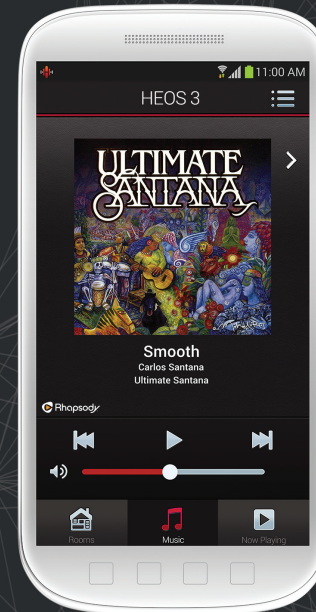 11:00 AM
HEOS 3
ULTIMATE
SANTANA
Smooth
Carlos Santana
Ultimate Santana
Rhapsody
Rooms
Music
Now Playing